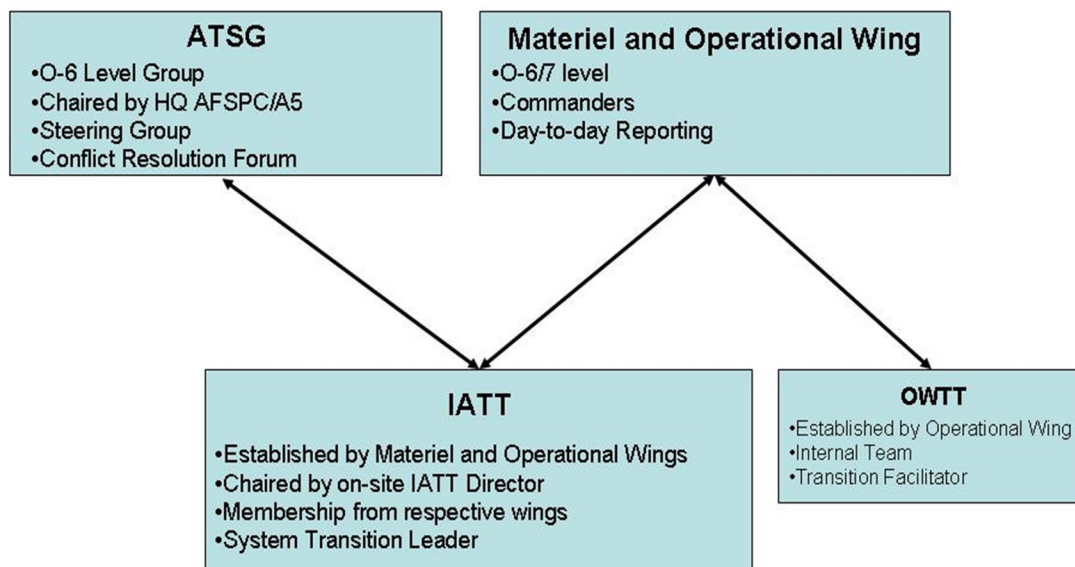 ATSG
•O-6 Level Group
•Chaired by HQ AFSPC/A5
•Steering Group
•Conflict Resolution Forum
Materiel and Operational Wing
•O-6/7 level
•Commanders
•Day-to-day Reporting
IATT
•Established by Materiel and Operational Wings
•Chaired by on-site IATT Director
•Membership from respective wings
•System Transition Leader
OWTT
•Established by Operational Wing
•Internal Team
•Transition Facilitator